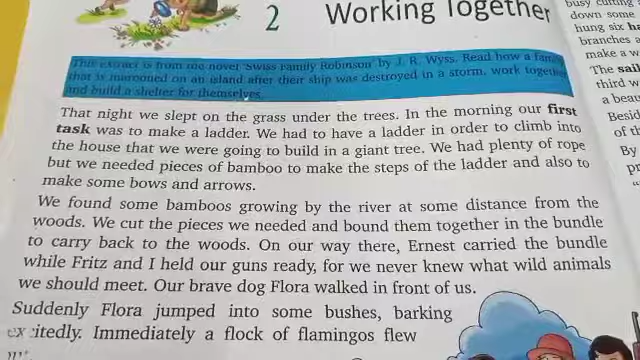 2
Working Together
This extract is from the novel 'Swiss Family Robinson' by J. R. Wyss. Read how a family
that is marooned on an island after their ship was destroyed in a storm, work together
and build a shelter for themselves.
That night we slept on the grass under the trees. In the morning our first
task was to make a ladder. We had to have a ladder in order to climb into
the house that we were going to build in a giant tree. We had plenty of rope
but we needed pieces of bamboo to make the steps of the ladder and also to
make some bows and arrows.
We found some bamboos growing by the river at some distance from the
woods. We cut the pieces we needed and bound them together in the bundle
to carry back to the woods. On our way there, Ernest carried the bundle
while Fritz and I held our guns ready, for we never knew what wild animals
we should meet. Our brave dog Flora walked in front of us.
Suddenly Flora jumped into some bushes, barking
excitedly. Immediately a flock of flamingos flew
busy cutting
down some
hung six
branches
make a
The
third
a
Besid
of
By